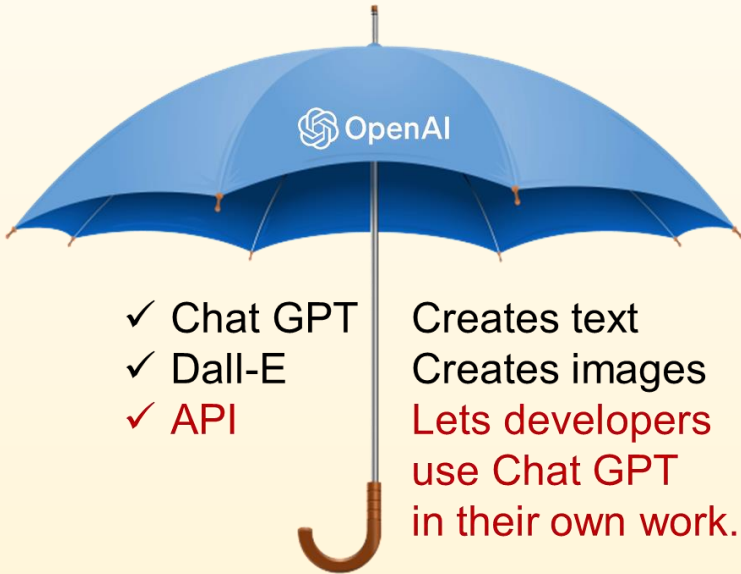 OpenAI
✓ Chat GPT Creates text
✓ Dall-E Creates images
✓ API Lets developers
use Chat GPT
in their own work.